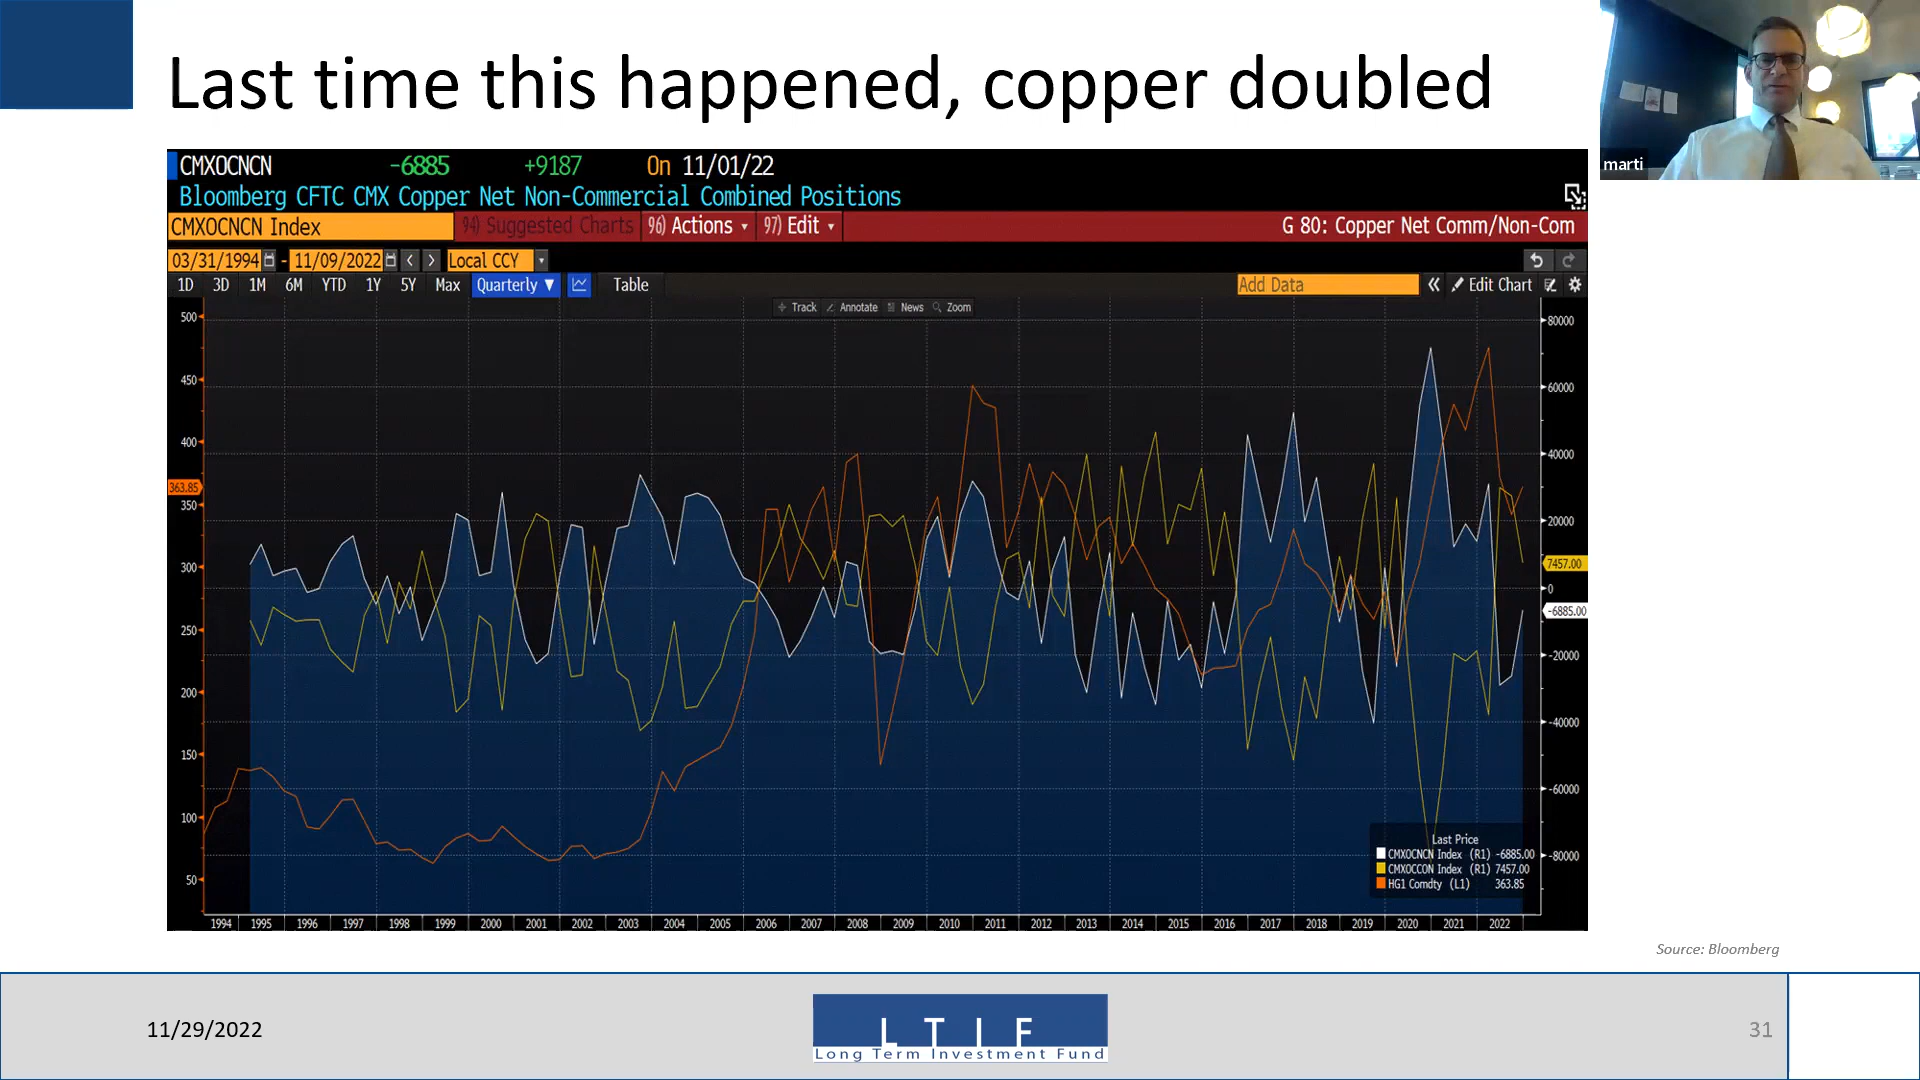 Last time this happened, copper doubled
marti
CMXOCNCN -6885 +9187 On 11/01/22
Bloomberg CFTC CMX Copper Net Non-Commercial Combined Positions
CMXOCNCN Index 94) Suggested Charts 96) Actions 97) Edit G 80: Copper Net Comm/Non-Com
03/31/1994 - 11/09/2022 Local CCY
1D 3D 1M 6M YTD 1Y 5Y Max Quarterly Table Add Data Edit Chart
Track Annotate News Zoom
500
450
400
363.85
350
300
250
200
150
100
50
80000
60000
40000
20000
7457.00
0
-6885.00
-20000
-40000
-60000
-80000
Last Price
CMXOCNCN Index (R1) -6885.00
CMXOCCON Index (R1) 7457.00
HG1 Comdty (L1) 363.85
1994 1995 1996 1997 1998 1999 2000 2001 2002 2003 2004 2005 2006 2007 2008 2009 2010 2011 2012 2013 2014 2015 2016 2017 2018 2019 2020 2021 2022
Source: Bloomberg
11/29/2022
LTIF
Long Term Investment Fund
31